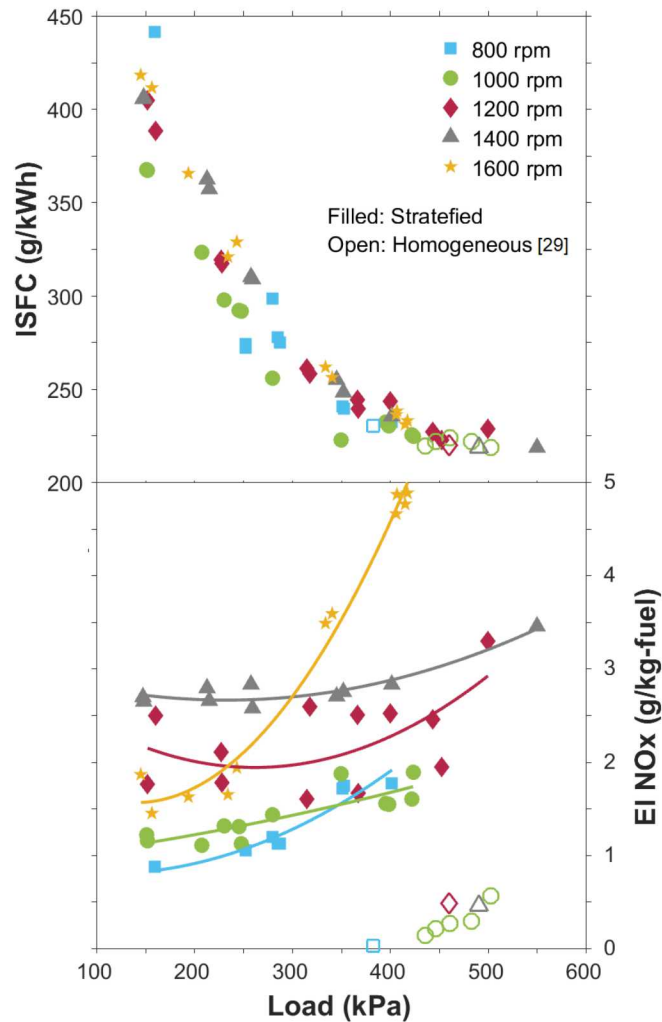 450
400
350
300
250
200
ISFC (g/kWh)
800 rpm
1000 rpm
1200 rpm
1400 rpm
1600 rpm
Filled: Stratefied
Open: Homogeneous [29]
5
4
3
2
1
0
EI NOx (g/kg-fuel)
100
200
300
400
500
600
Load (kPa)